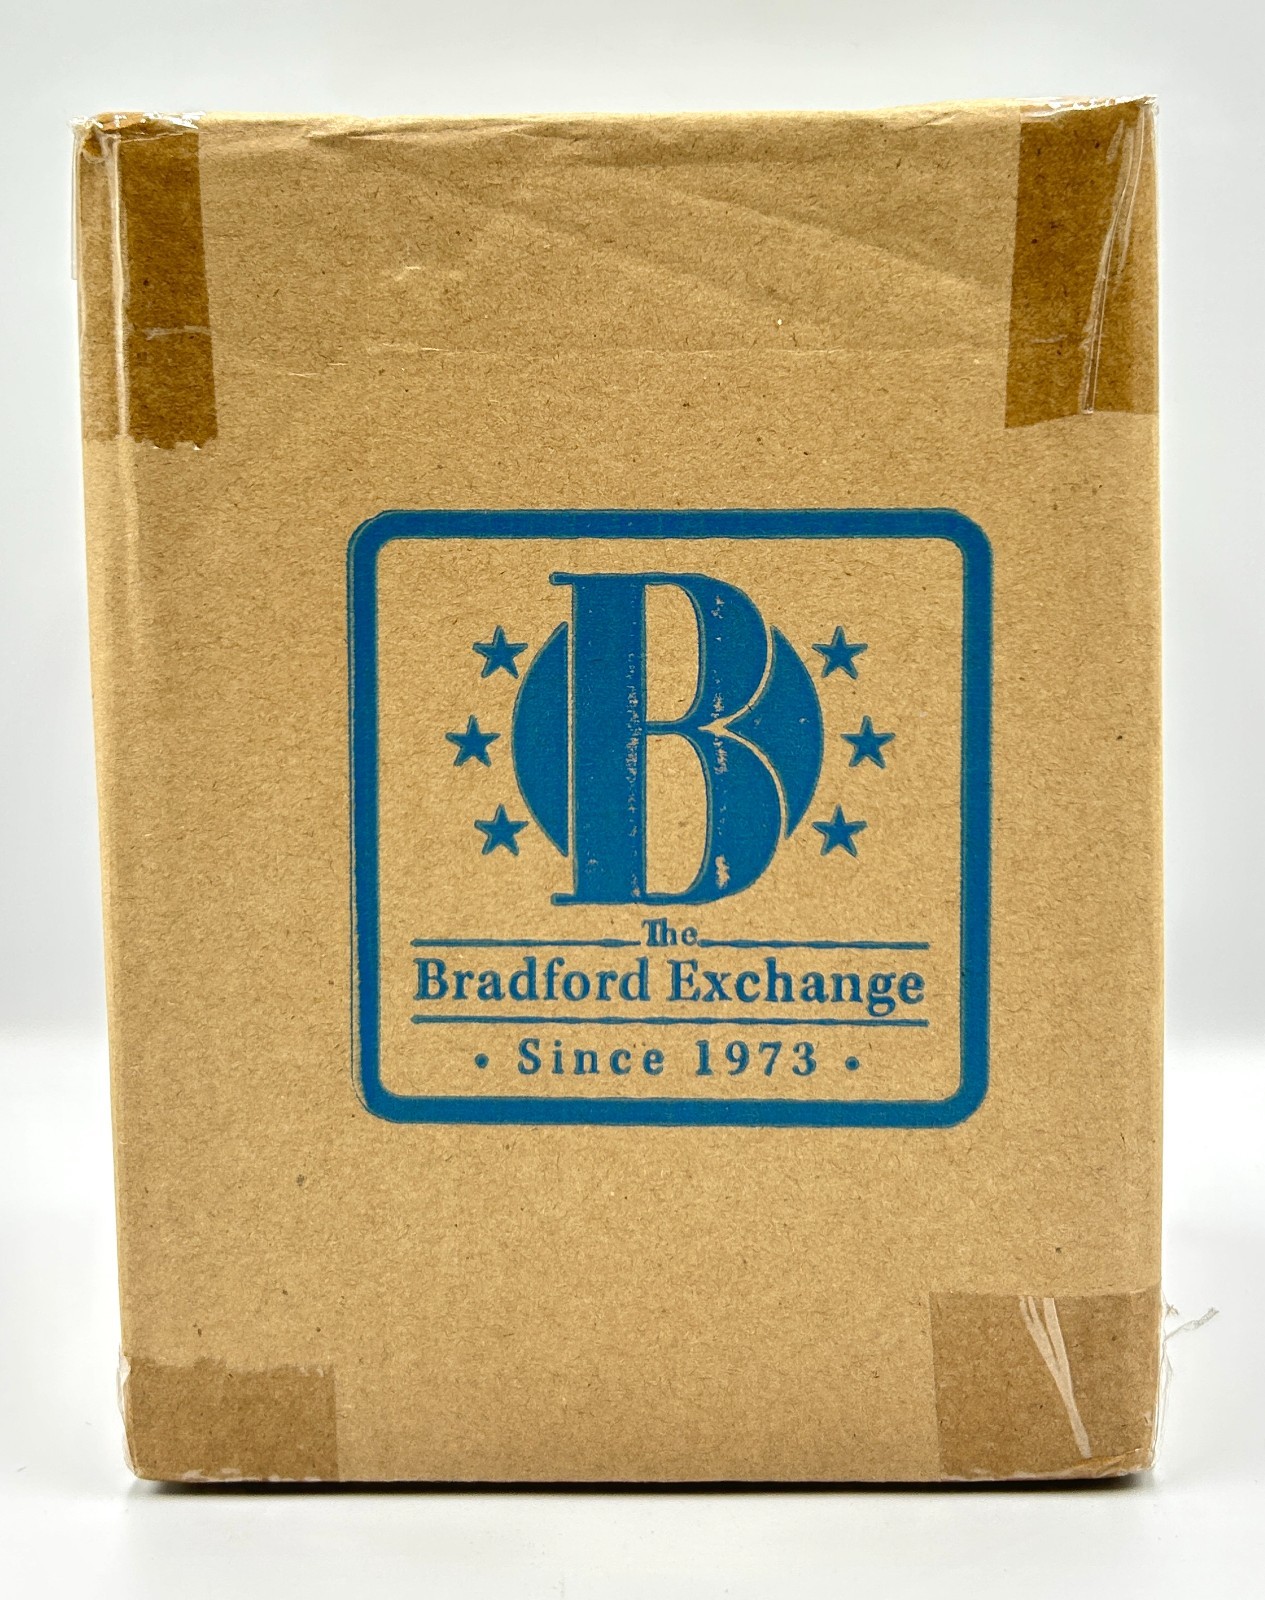 B
The
Bradford Exchange
• Since 1973 •